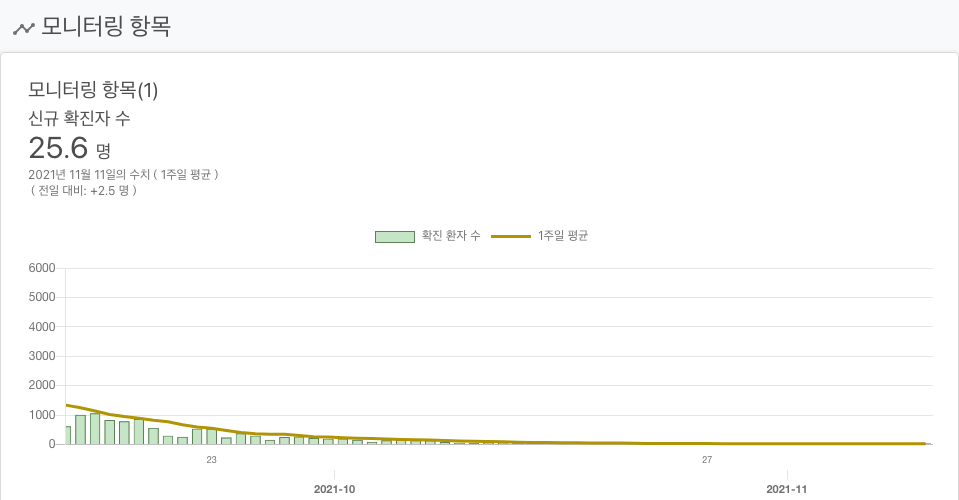 모니터링 항목
모니터링 항목(1)
신규 확진자 수
25.6 명
2021년 11월 11일의 수치 ( 1주일 평균 )
( 전일 대비: +2.5 명 )
확진 환자 수 1주일 평균
6000
5000
4000
3000
2000
1000
0
23 27
2021-10 2021-11